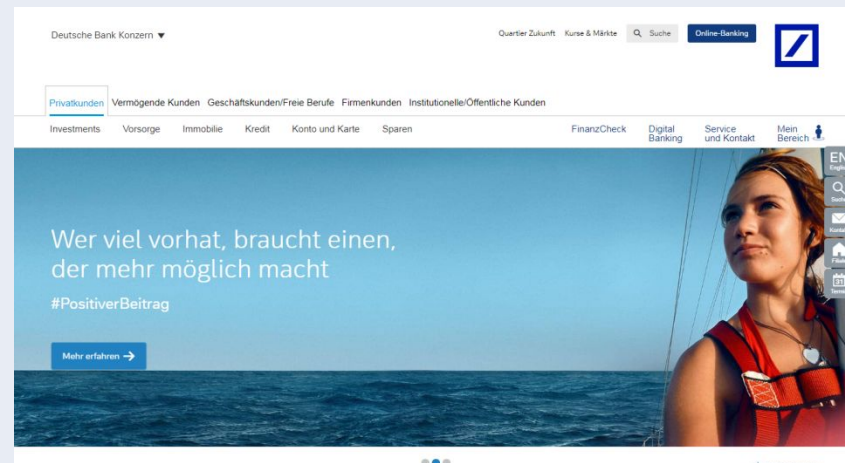 Deutsche Bank Konzern ▼
Quartier Zukunft Kurse & Märkte Suche Online-Banking
Privatkunden Vermögende Kunden Geschäftskunden/Freie Berufe Firmenkunden Institutionelle/Öffentliche Kunden
Investments Vorsorge Immobilie Kredit Konto und Karte Sparen FinanzCheck Digital Service Mein
Banking und Kontakt Bereich
EN
Wer viel vorhat, braucht einen,
der mehr möglich macht
#PositiverBeitrag
31
Mehr erfahren →